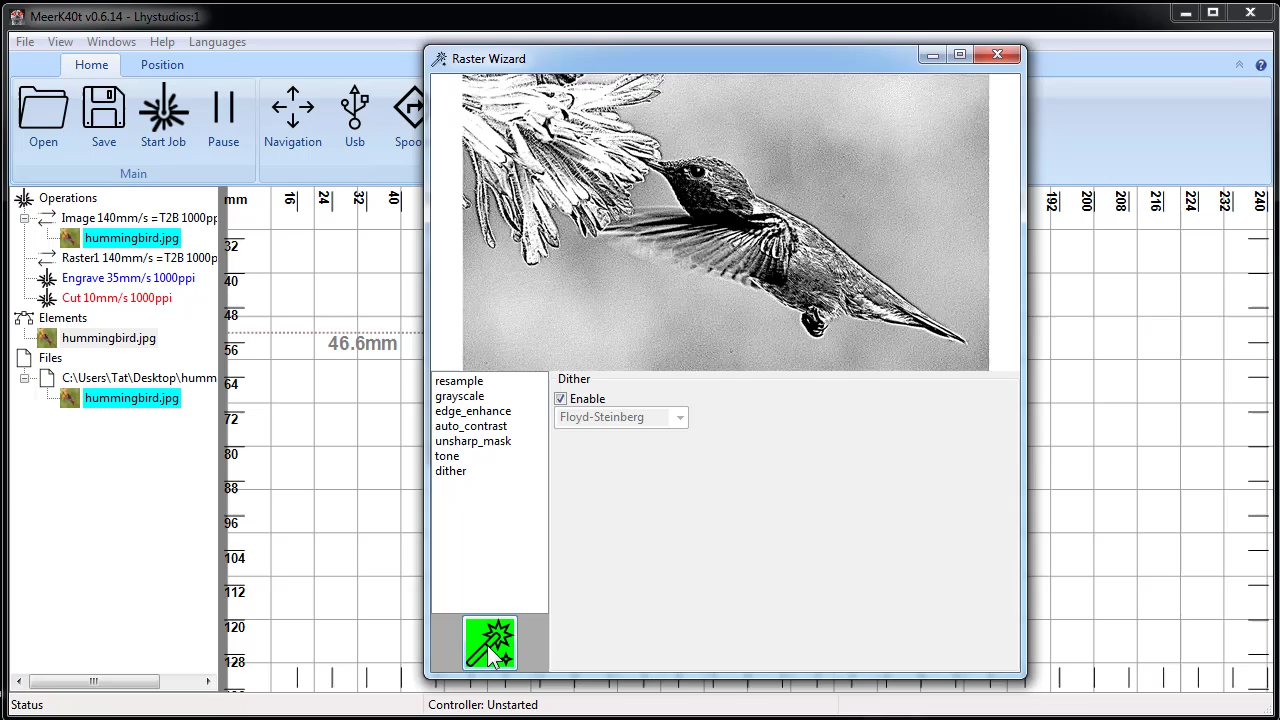 MeerK40t v0.6.14 - Lhystudios:1
File View Windows Help Languages
Home Position
Open Save Start Job Pause Navigation Usb Spoo
Main
Operations
Image 140mm/s =T2B 1000pp
hummingbird.jpg
Raster1 140mm/s =T2B 1000p
Engrave 35mm/s 1000ppi
Cut 10mm/s 1000ppi
Elements
hummingbird.jpg
Files
C:\Users\Tat\Desktop\humm
hummingbird.jpg
mm 16 24 32 40 192 200 208 216 224 232 240
32
40
48
56
64
72
80
88
96
104
112
120
128
46.6mm
Raster Wizard
resample
grayscale
edge_enhance
auto_contrast
unsharp_mask
tone
dither
Dither
Enable
Floyd-Steinberg
Status Controller: Unstarted